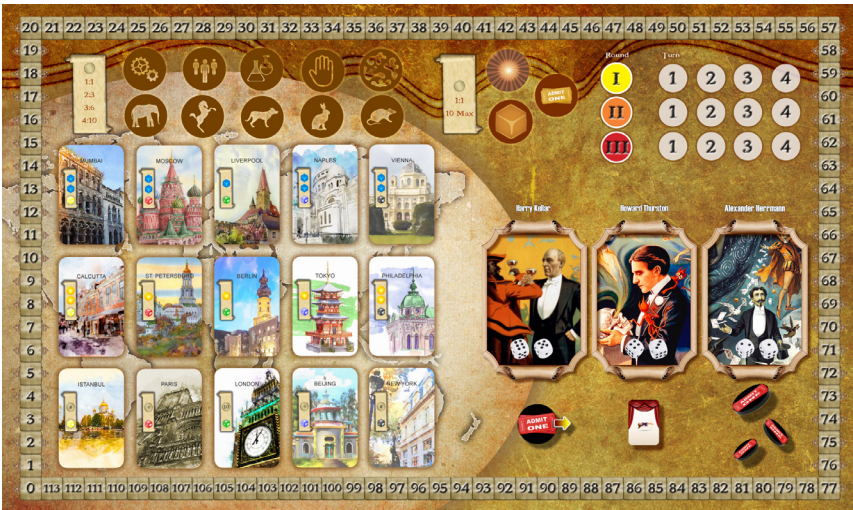 20 21 22 23 24 25 26 27 28 29 30 31 32 33 34 35 36 37 38 39 40 41 42 43 44 45 46 47 48 49 50 51 52 53 54 55 56 57
19
18
17
16
15
14
13
12
11
10
9
8
7
6
5
4
3
2
1
0
58
59
60
61
62
63
64
65
66
67
68
69
70
71
72
73
74
75
76
77
1:1
2:3
3:6
4:10
1:1
10 Max
ADMIT ONE
Round
Turn
I 1 2 3 4
II 1 2 3 4
III 1 2 3 4
MUMBAI
MOSCOW
LIVERPOOL
NAPLES
VIENNA
CALCUTTA
ST. PETERSBURG
BERLIN
TOKYO
PHILADELPHIA
ISTANBUL
PARIS
LONDON
BEIJING
NEW YORK
Harry Kellar
Howard Thurston
Alexander Herrmann
ADMIT
ONE
113 112 111 110 109 108 107 106 105 104 103 102 101 100 99 98 97 96 95 94 93 92 91 90 89 88 87 86 85 84 83 82 81 80 79 78